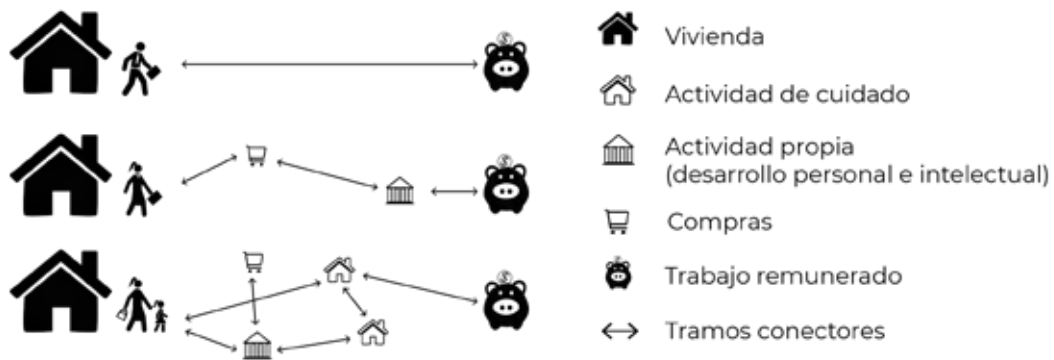 Vivienda
Actividad de cuidado
Actividad propia
(desarrollo personal e intelectual)
Compras
Trabajo remunerado
Tramos conectores